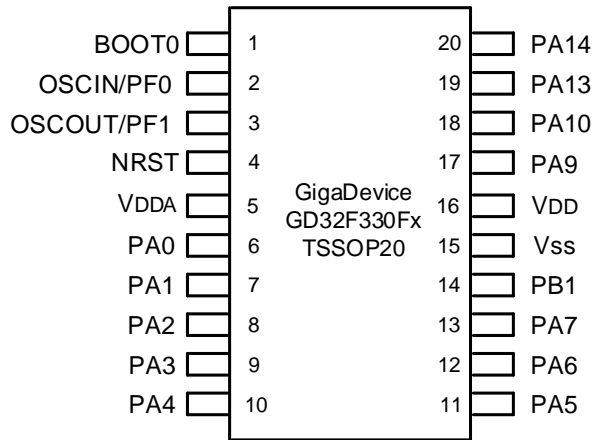 BOOT0 1 20 PA14
OSCIN/PF0 2 19 PA13
OSCOUT/PF1 3 18 PA10
NRST 4 17 PA9
VDDA 5 16 VDD
PA0 6 15 Vss
PA1 7 14 PB1
PA2 8 13 PA7
PA3 9 12 PA6
PA4 10 11 PA5
GigaDevice
GD32F330Fx
TSSOP20